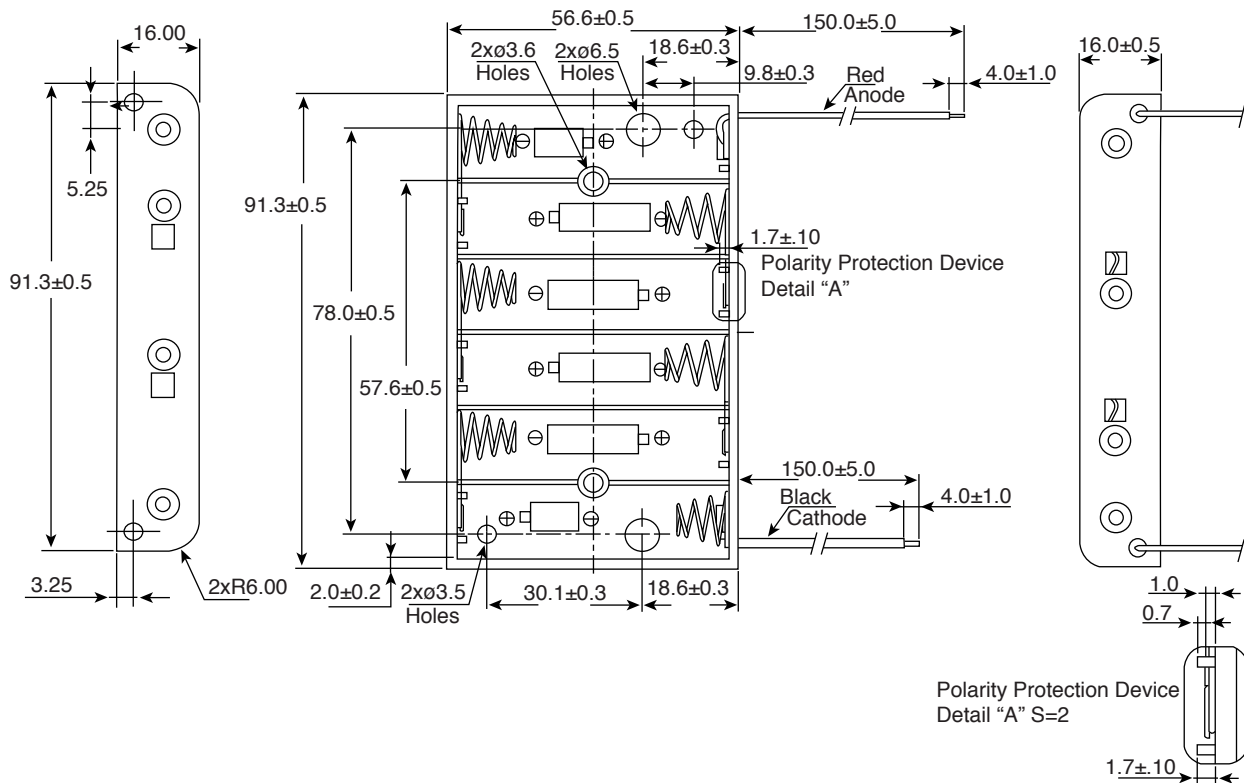 56.6±0.5
150.0±5.0
16.00
2xø3.6
Holes
2xø6.5
Holes
18.6±0.3
16.0±0.5
9.8±0.3
Red
Anode
4.0±1.0
5.25
91.3±0.5
91.3±0.5
1.7±.10
Polarity Protection Device
Detail “A”
78.0±0.5
57.6±0.5
150.0±5.0
Black
Cathode
4.0±1.0
3.25
2xR6.00
2.0±0.2
2xø3.5
Holes
30.1±0.3
18.6±0.3
1.0
0.7
Polarity Protection Device
Detail “A” S=2
1.7±.10